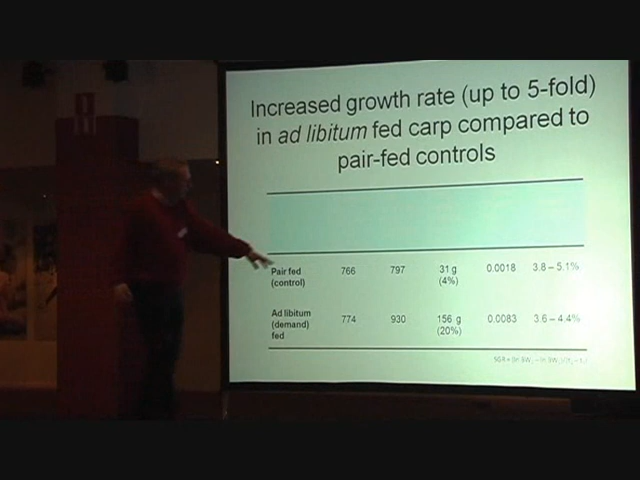 Increased growth rate (up to 5-fold)
in ad libitum fed carp compared to
pair-fed controls
Pair fed (control) 766 797 31 g (4%) 0.0018 3.8 – 5.1%
Ad libitum (demand) fed 774 930 156 g (20%) 0.0083 3.6 – 4.4%